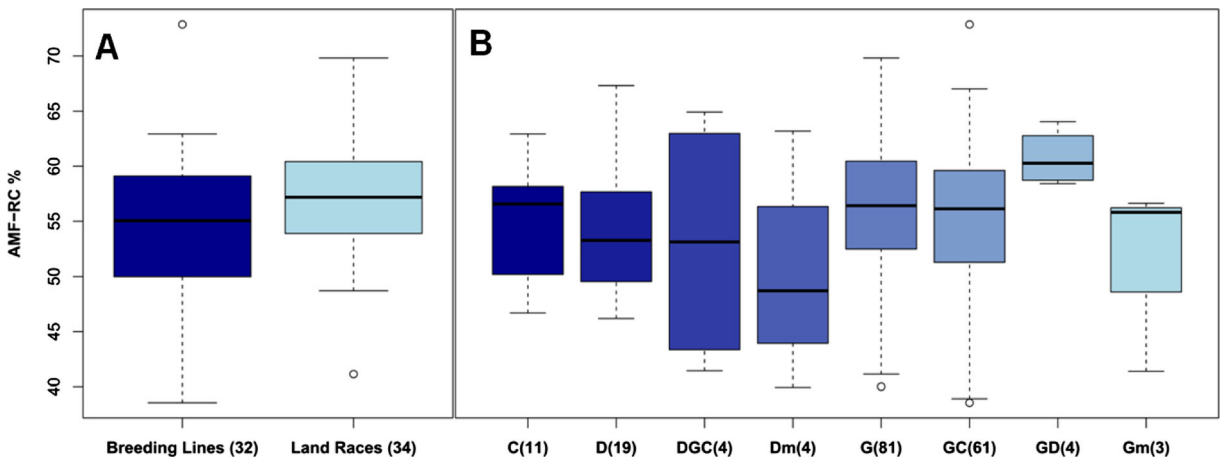 A
B
AMF-RC %
70
65
60
55
50
45
40
Breeding Lines (32) Land Races (34) C(11) D(19) DGC(4) Dm(4) G(81) GC(61) GD(4) Gm(3)